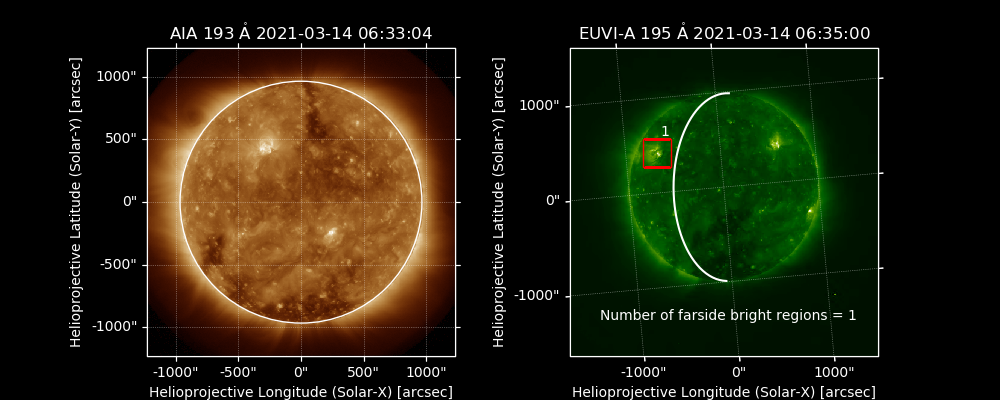 AIA 193 Å 2021-03-14 06:33:04
1000"
500"
0"
-500"
-1000"
-1000" -500" 0" 500" 1000"
Helioprojective Longitude (Solar-X) [arcsec]
Helioprojective Latitude (Solar-Y) [arcsec]
EUVI-A 195 Å 2021-03-14 06:35:00
1
1000"
0"
-1000"
Number of farside bright regions = 1
-1000" 0" 1000"
Helioprojective Longitude (Solar-X) [arcsec]
Helioprojective Latitude (Solar-Y) [arcsec]